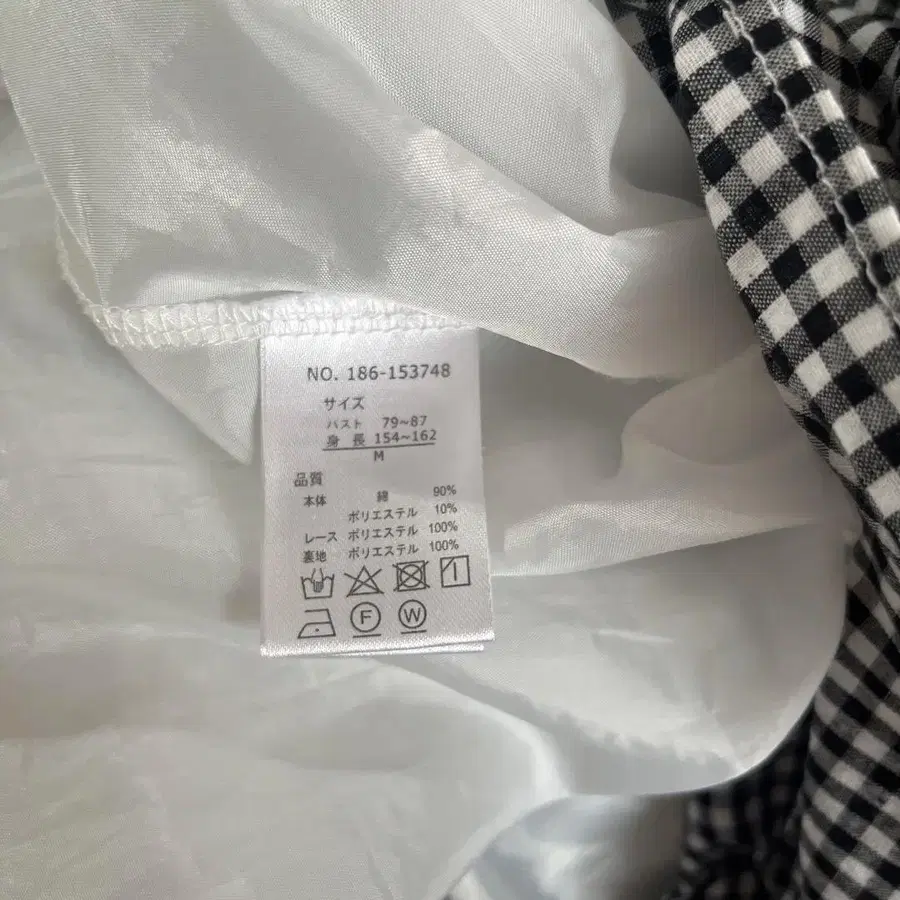 NO. 186-153748
サイズ
バスト 79~87
身長 154~162
M
品質
本体 綿 90%
ポリエステル 10%
レース ポリエステル 100%
裏地 ポリエステル 100%
F W